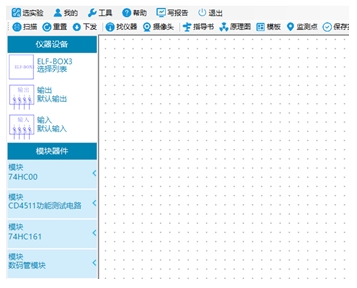 选实验 我的 工具 帮助 写报告 退出
扫描 重置 下发 找仪器 摄像头 指导书 原理图 模板 监测点 保存
仪器设备
ELF-BOX3
选择列表
输出
输出
默认输出
输入
输入
默认输入
模块器件
模块
74HC00
模块
CD4511功能测试电路
模块
74HC161
模块
数码管模块